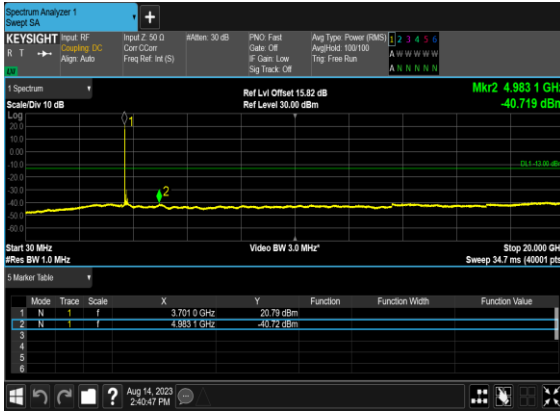 Spectrum Analyzer 1
Swept SA
KEYSIGHT Input: RF Input Z: 50 Ω #Atten: 30 dB PNO: Fast Avg Type: Power (RMS) 1 2 3 4 5 6
R T Coupling: DC Corr CCorr Gate: Off Avg|Hold: 100/100 A W W W W W
Align: Auto Freq Ref: Int (S) IF Gain: Low Trig: Free Run
Sig Track: Off A N N N N N
1 Spectrum
Scale/Div 10 dB
Ref Lvl Offset 15.82 dB
Ref Level 30.00 dBm
Mkr2 4.983 1 GHz
-40.719 dBm
Log
20.0
10.0
0.00
-10.0
-20.0
-30.0
-40.0
-50.0
-60.0
1
2
DL1 -13.00 dBm
Start 30 MHz Video BW 3.0 MHz* Stop 20.000 GHz
#Res BW 1.0 MHz Sweep 34.7 ms (40001 pts)
5 Marker Table
Mode Trace Scale X Y Function Function Width Function Value
1 N 1 f 3.701 0 GHz 20.79 dBm
2 N 1 f 4.983 1 GHz -40.72 dBm
3
4
5
6
?
Aug 14, 2023
2:40:47 PM